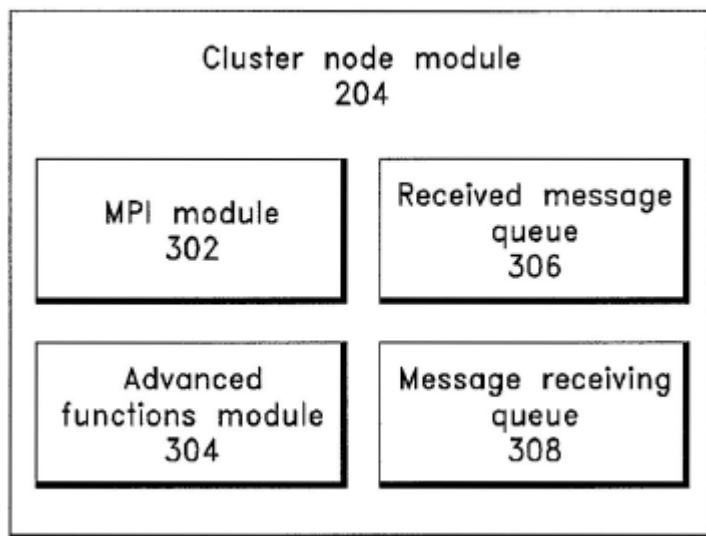 Cluster node module
204
MPI module
302
Received message
queue
306
Advanced
functions module
304
Message receiving
queue
308